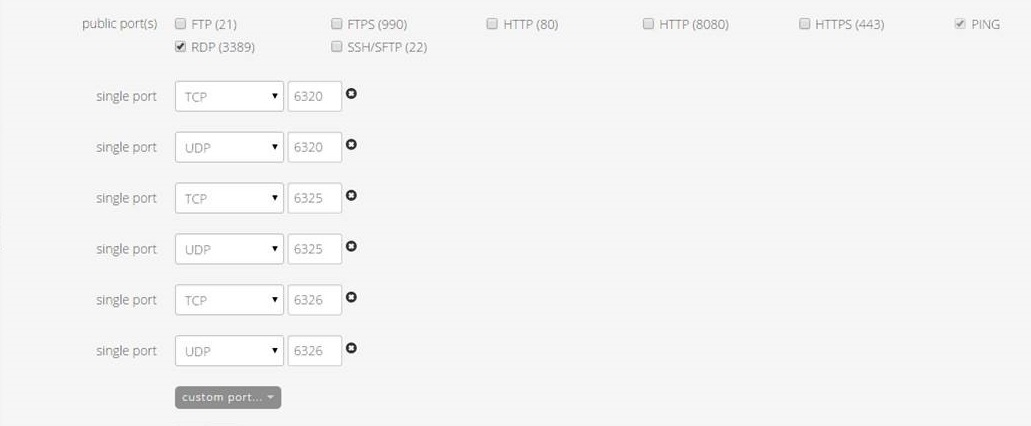 public port(s) FTP (21) FTPS (990) HTTP (80) HTTP (8080) HTTPS (443) PING
RDP (3389) SSH/SFTP (22)
single port TCP 6320
single port UDP 6320
single port TCP 6325
single port UDP 6325
single port TCP 6326
single port UDP 6326
custom port...